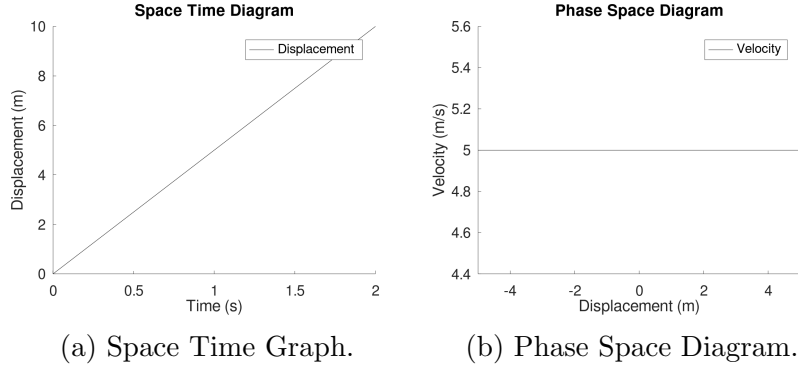 Space Time Diagram
10
8
6
4
2
0
Displacement (m)
Displacement
0 0.5 1 1.5 2
Time (s)
(a) Space Time Graph.
Phase Space Diagram
5.6
5.4
5.2
5
4.8
4.6
4.4
Velocity (m/s)
Velocity
-4 -2 0 2 4
Displacement (m)
(b) Phase Space Diagram.